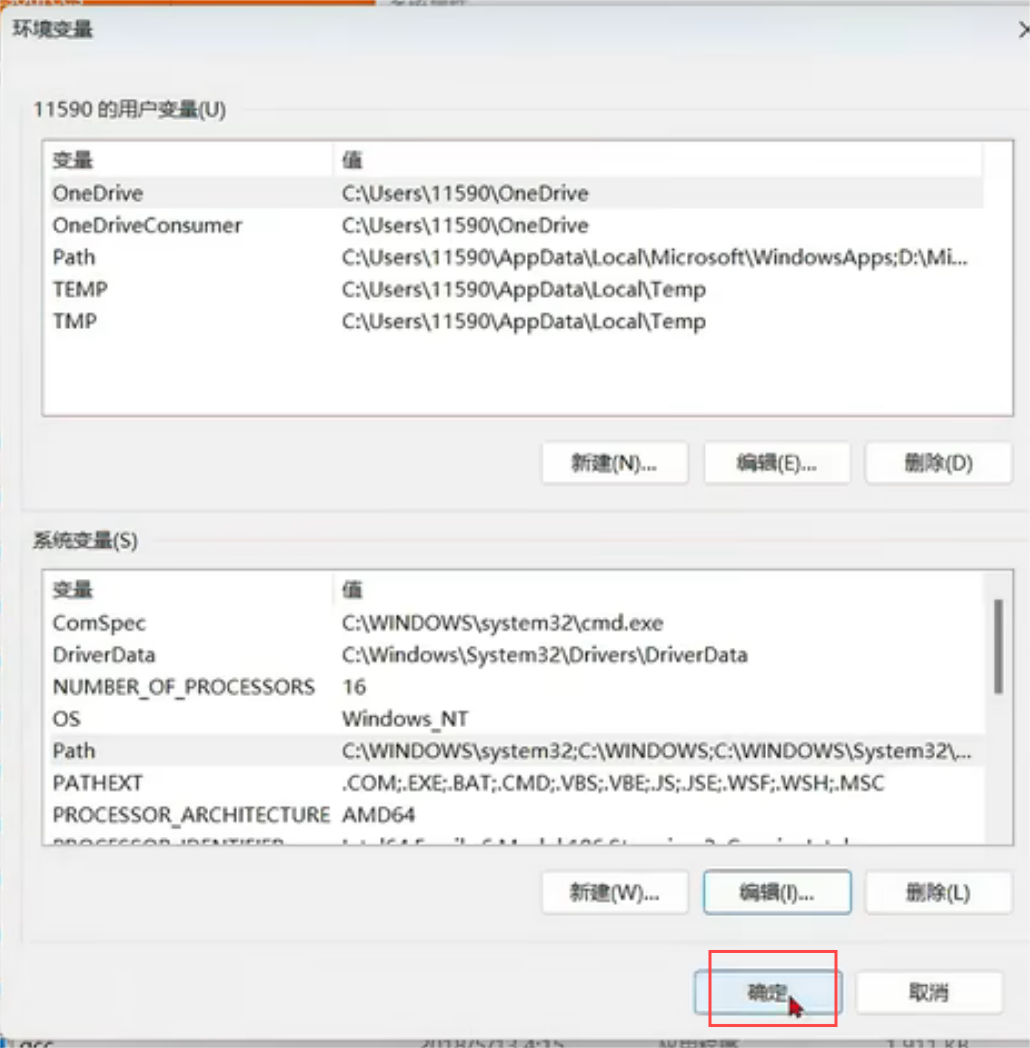 环境变量
11590 的用户变量(U)
变量 值
OneDrive C:\Users\11590\OneDrive
OneDriveConsumer C:\Users\11590\OneDrive
Path C:\Users\11590\AppData\Local\Microsoft\WindowsApps;D:\Mi...
TEMP C:\Users\11590\AppData\Local\Temp
TMP C:\Users\11590\AppData\Local\Temp
新建(N)... 编辑(E)... 删除(D)
系统变量(S)
变量 值
ComSpec C:\WINDOWS\system32\cmd.exe
DriverData C:\Windows\System32\Drivers\DriverData
NUMBER_OF_PROCESSORS 16
OS Windows_NT
Path C:\WINDOWS\system32;C:\WINDOWS;C:\WINDOWS\System32\...
PATHEXT .COM;.EXE;.BAT;.CMD;.VBS;.VBE;.JS;.JSE;.WSF;.WSH;.MSC
PROCESSOR_ARCHITECTURE AMD64
新建(W)... 编辑(I)... 删除(L)
确定 取消